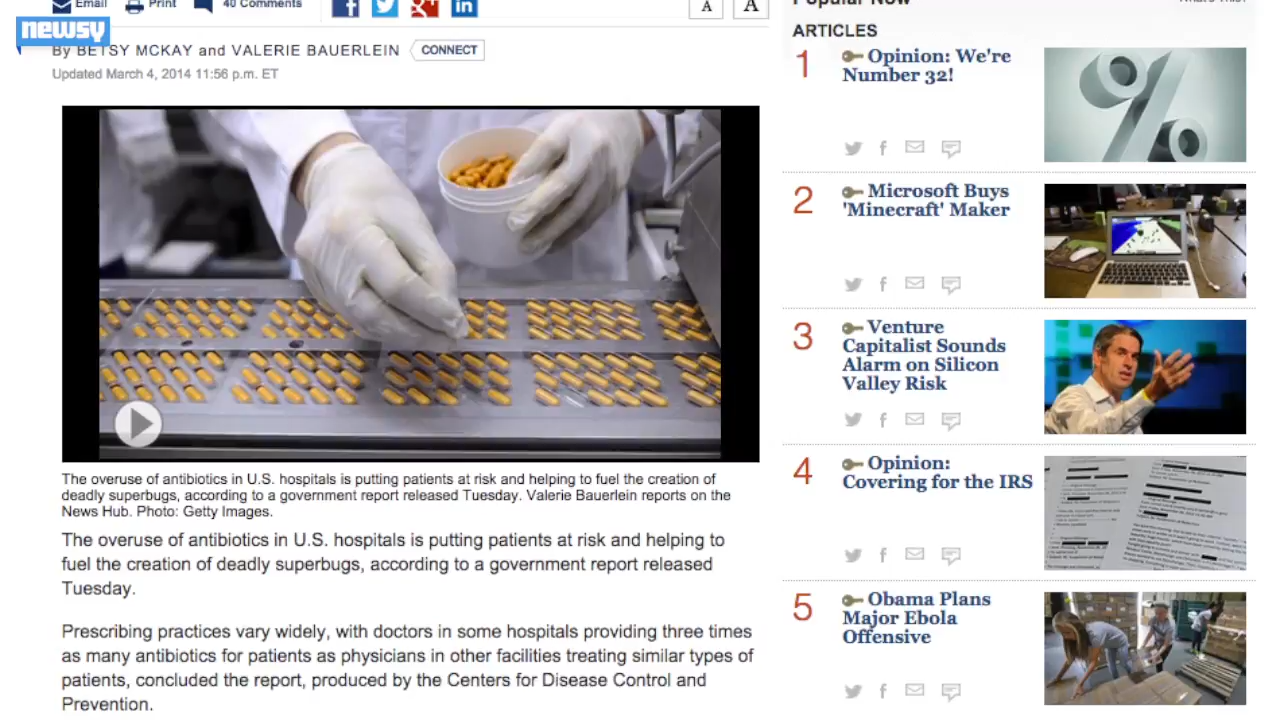 Email Print 40 Comments
A A
newsy
By BETSY MCKAY and VALERIE BAUERLEIN CONNECT
Updated March 4, 2014 11:56 p.m. ET
The overuse of antibiotics in U.S. hospitals is putting patients at risk and helping to fuel the creation of
deadly superbugs, according to a government report released Tuesday. Valerie Bauerlein reports on the
News Hub. Photo: Getty Images.
The overuse of antibiotics in U.S. hospitals is putting patients at risk and helping to
fuel the creation of deadly superbugs, according to a government report released
Tuesday.
Prescribing practices vary widely, with doctors in some hospitals providing three times
as many antibiotics for patients as physicians in other facilities treating similar types of
patients, concluded the report, produced by the Centers for Disease Control and
Prevention.
Popular Now What's This?
ARTICLES
1
Opinion: We're
Number 32!
2
Microsoft Buys
'Minecraft' Maker
3
Venture
Capitalist Sounds
Alarm on Silicon
Valley Risk
4
Opinion:
Covering for the IRS
5
Obama Plans
Major Ebola
Offensive